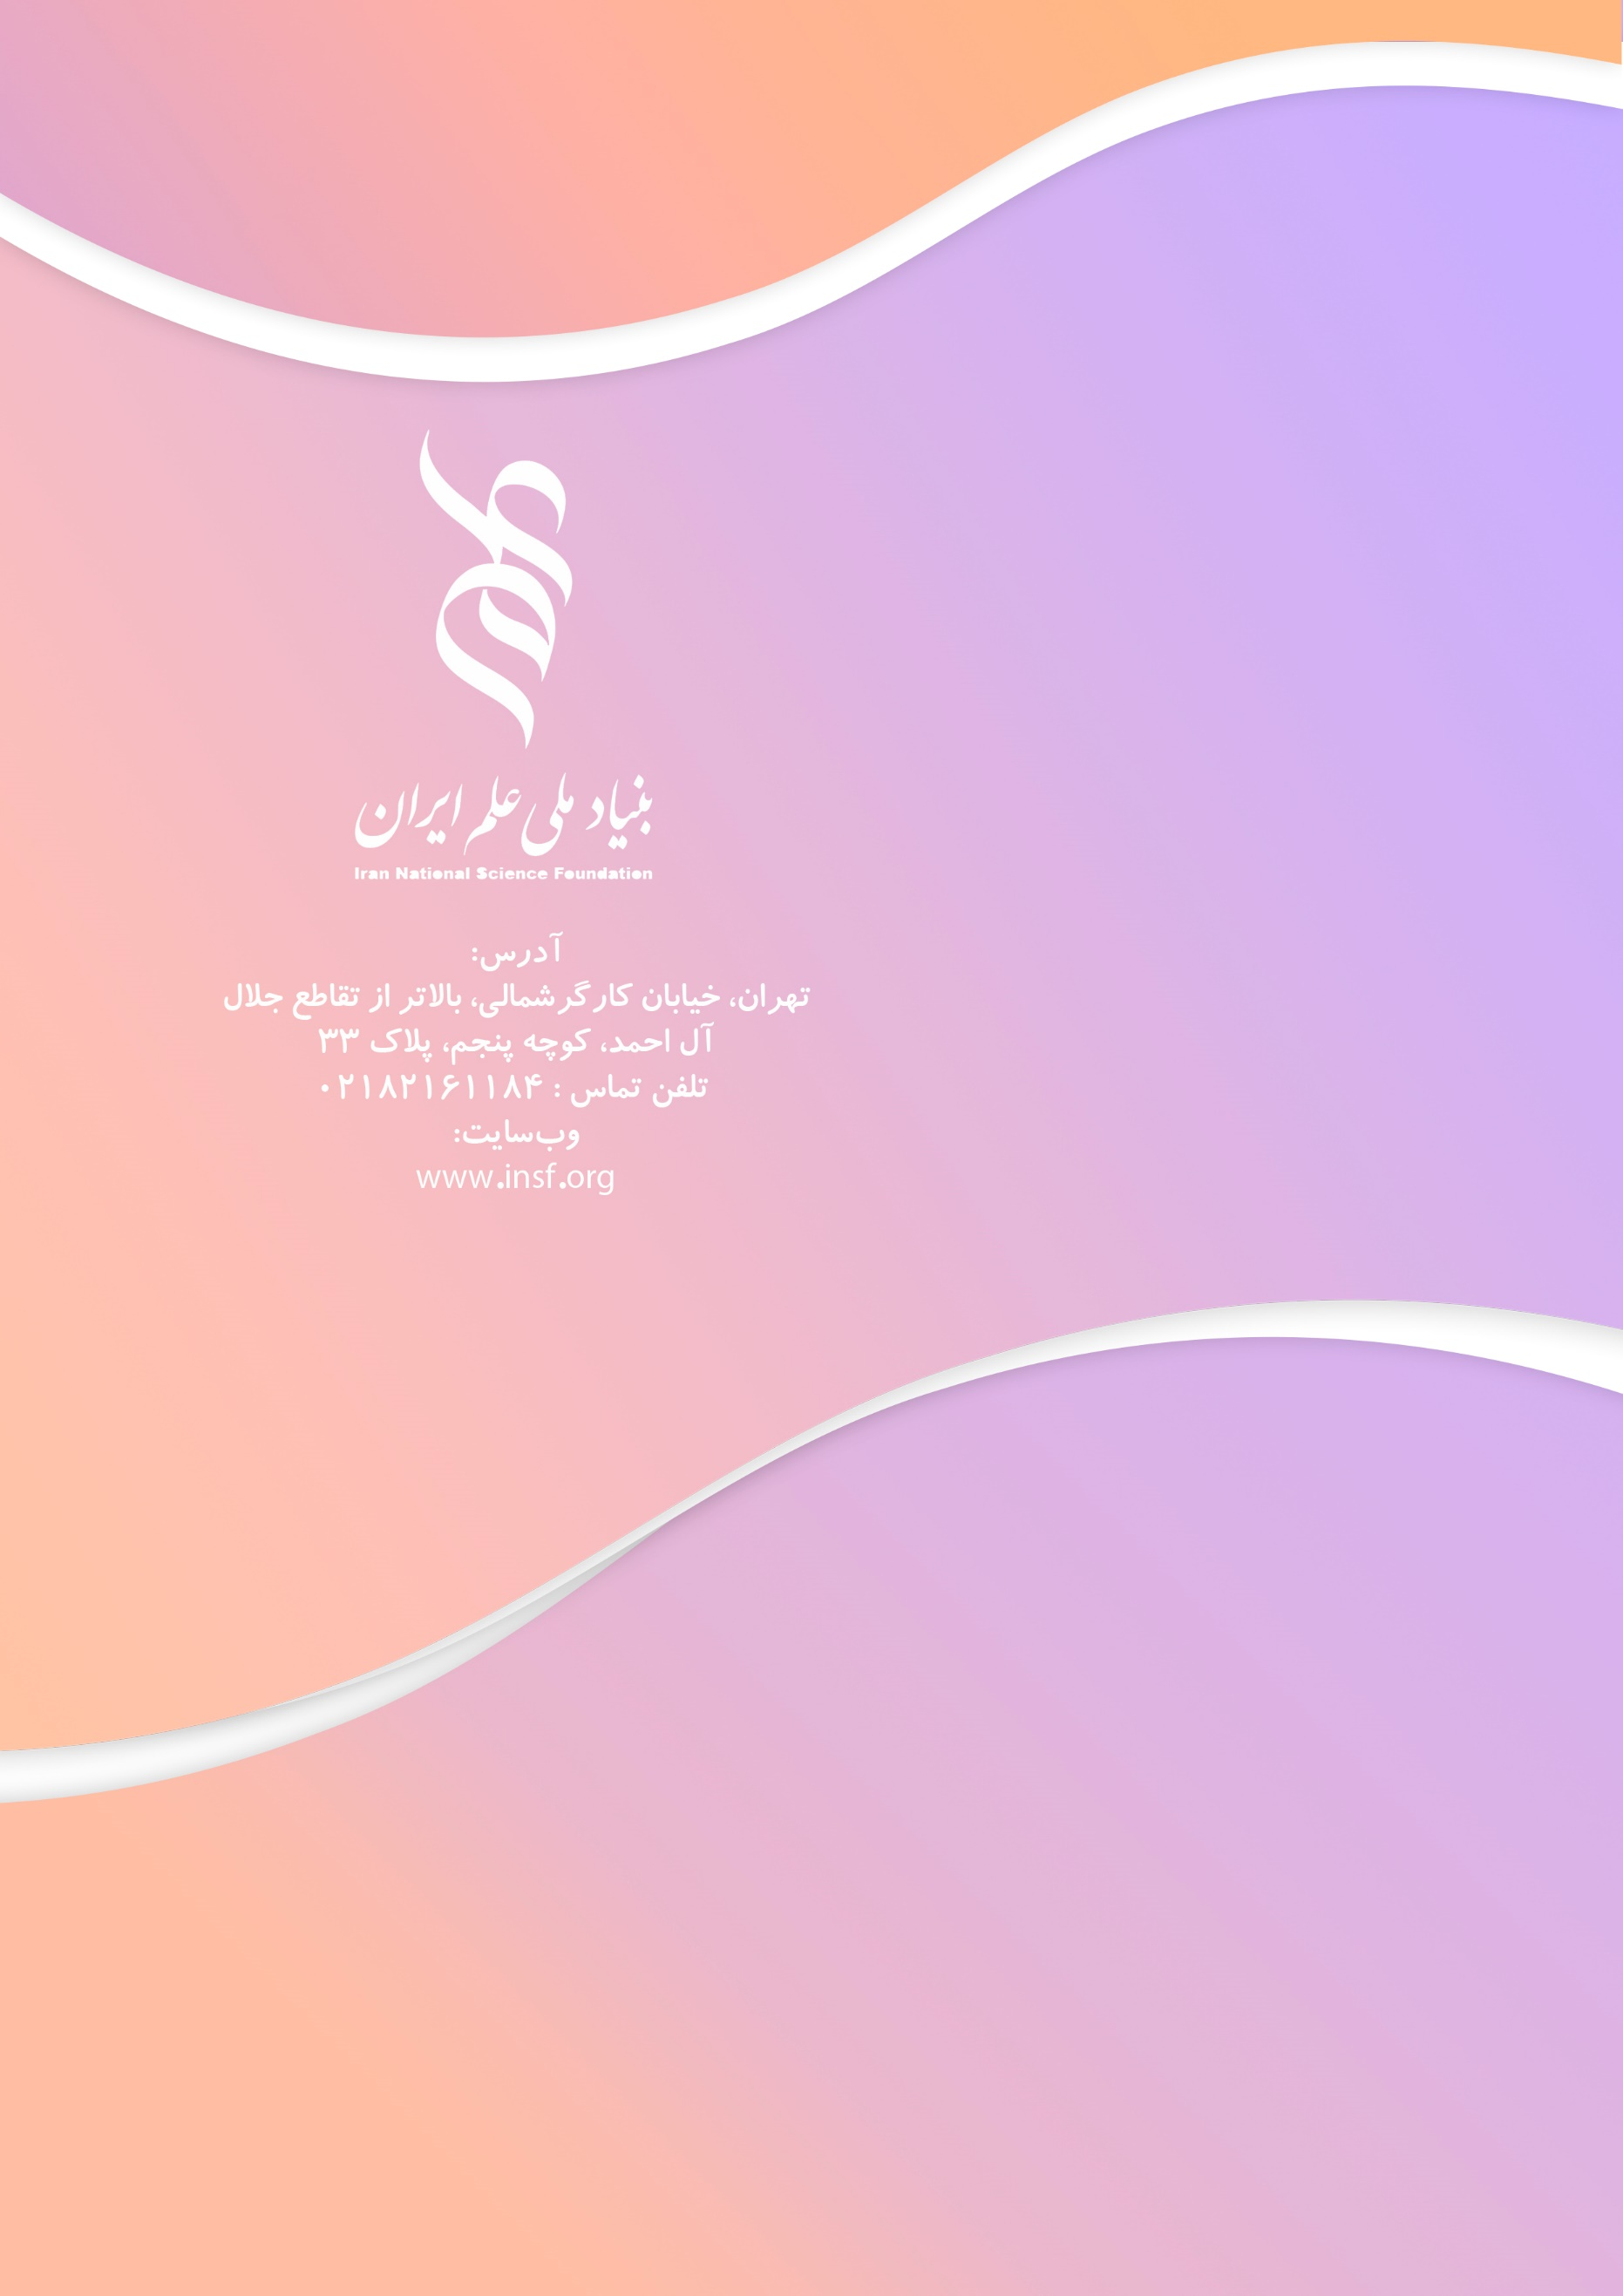 بنیاد ملی علم ایران
Iran National Science Foundation
آدرس:
تهران، خیابان کارگرشمالی، بالاتر از تقاطع جلال
آل احمد، کوچه پنجم، پلاک ۳۳
تلفن تماس : ۰۲۱۸۲۱۶۱۱۸۴
وب‌سایت:
www.insf.org